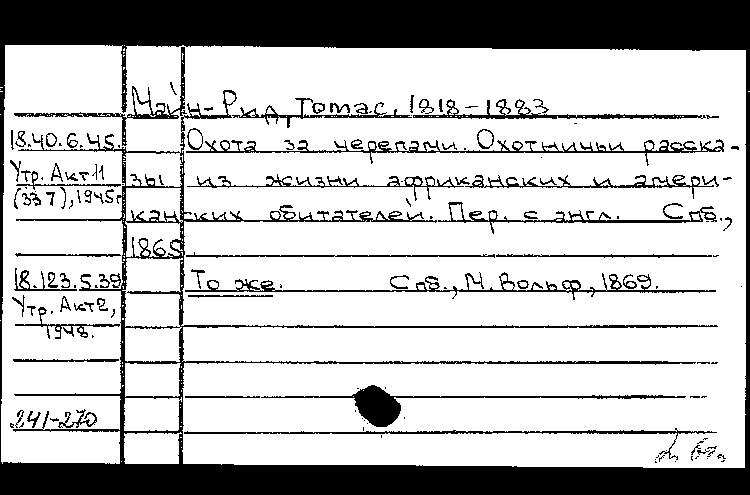 Майн-Рид, Томас, 1818-1883
18.40.6.45. Охота за черепами. Охотничьи расска-
Утр. Акт 11 зы из жизни африканских и амери-
(337), 1945г канских обитателей. Пер. с англ. Спб.,
1865
18.123.5.39 То же. Спб., М. Вольф, 1869.
Утр. Акт 2,
1948.
241-270